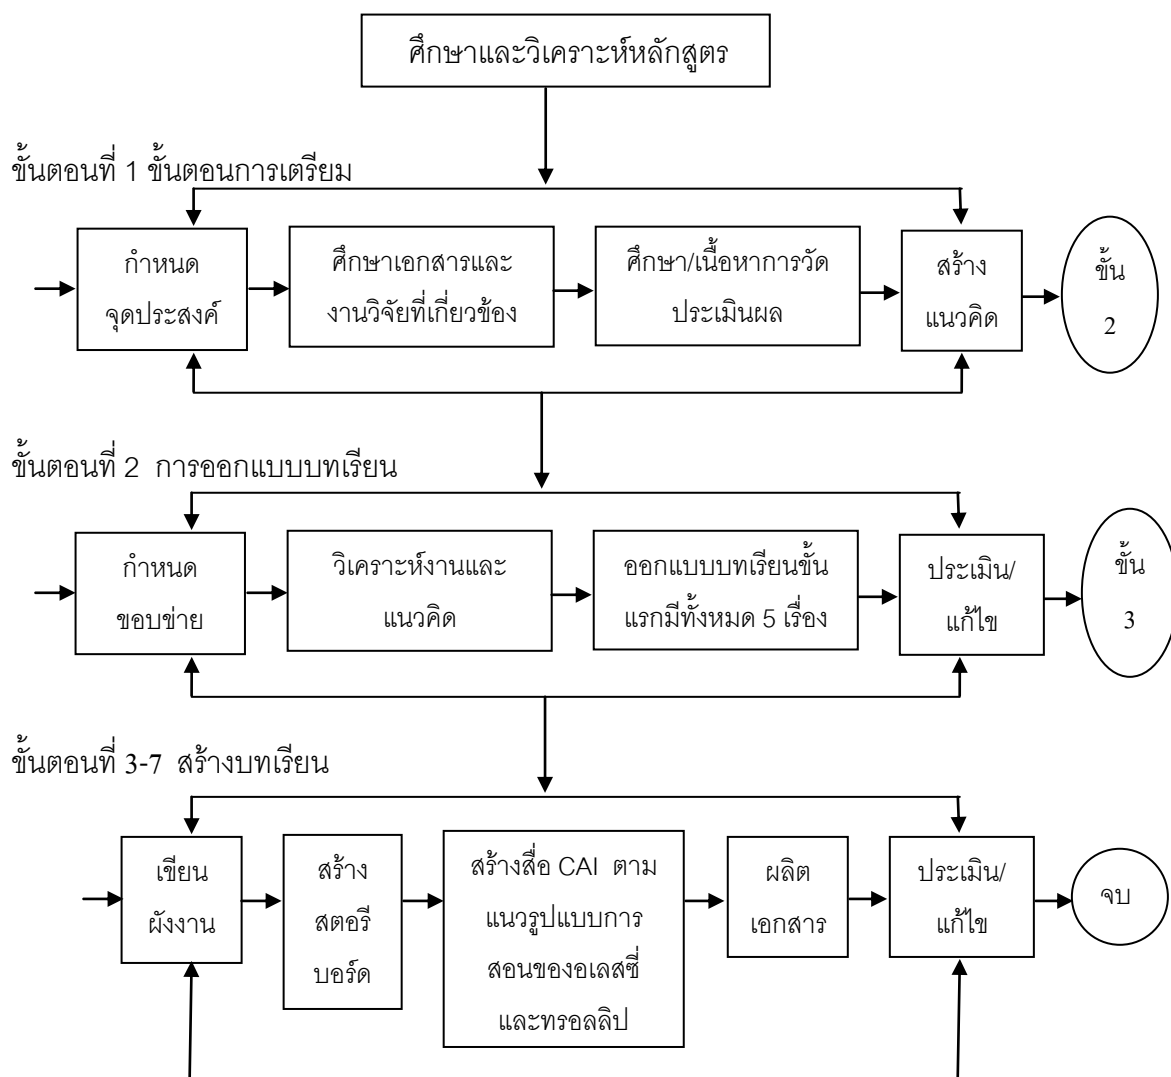 ศึกษาและวิเคราะห์หลักสูตร
ขั้นตอนที่ 1 ขั้นตอนการเตรียม
กำหนด
จุดประสงค์
ศึกษาเอกสารและ
งานวิจัยที่เกี่ยวข้อง
ศึกษา/เนื้อหาการวัด
ประเมินผล
สร้าง
แนวคิด
ขั้น
2
ขั้นตอนที่ 2 การออกแบบบทเรียน
กำหนด
ขอบข่าย
วิเคราะห์งานและ
แนวคิด
ออกแบบบทเรียนขั้น
แรกมีทั้งหมด 5 เรื่อง
ประเมิน/
แก้ไข
ขั้น
3
ขั้นตอนที่ 3-7 สร้างบทเรียน
เขียน
ผังงาน
สร้าง
สตอรี
บอร์ด
สร้างสื่อ CAI ตาม
แนวรูปแบบการ
สอนของอเลสซี่
และทรอลลิป
ผลิต
เอกสาร
ประเมิน/
แก้ไข
จบ